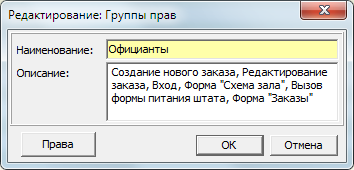 Редактирование: Группы прав
Наименование: Официанты
Описание: Создание нового заказа, Редактирование
заказа, Вход, Форма "Схема зала", Вызов
формы питания штата, Форма "Заказы"
Права OK Отмена